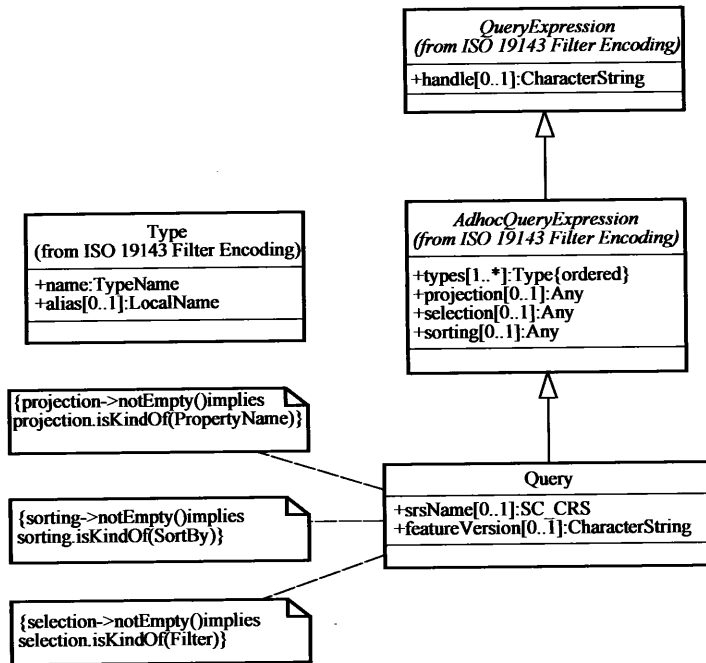 QueryExpression
(from ISO 19143 Filter Encoding)
+handle[0..1]:CharacterString
AdhocQueryExpression
(from ISO 19143 Filter Encoding)
+types[1..*]:Type{ordered}
+projection[0..1]:Any
+selection[0..1]:Any
+sorting[0..1]:Any
Type
(from ISO 19143 Filter Encoding)
+name:TypeName
+alias[0..1]:LocalName
{projection->notEmpty()implies
projection.isKindOf(PropertyName)}
{sorting->notEmpty()implies
sorting.isKindOf(SortBy)}
{selection->notEmpty()implies
selection.isKindOf(Filter)}
Query
+srsName[0..1]:SC_CRS
+featureVersion[0..1]:CharacterString